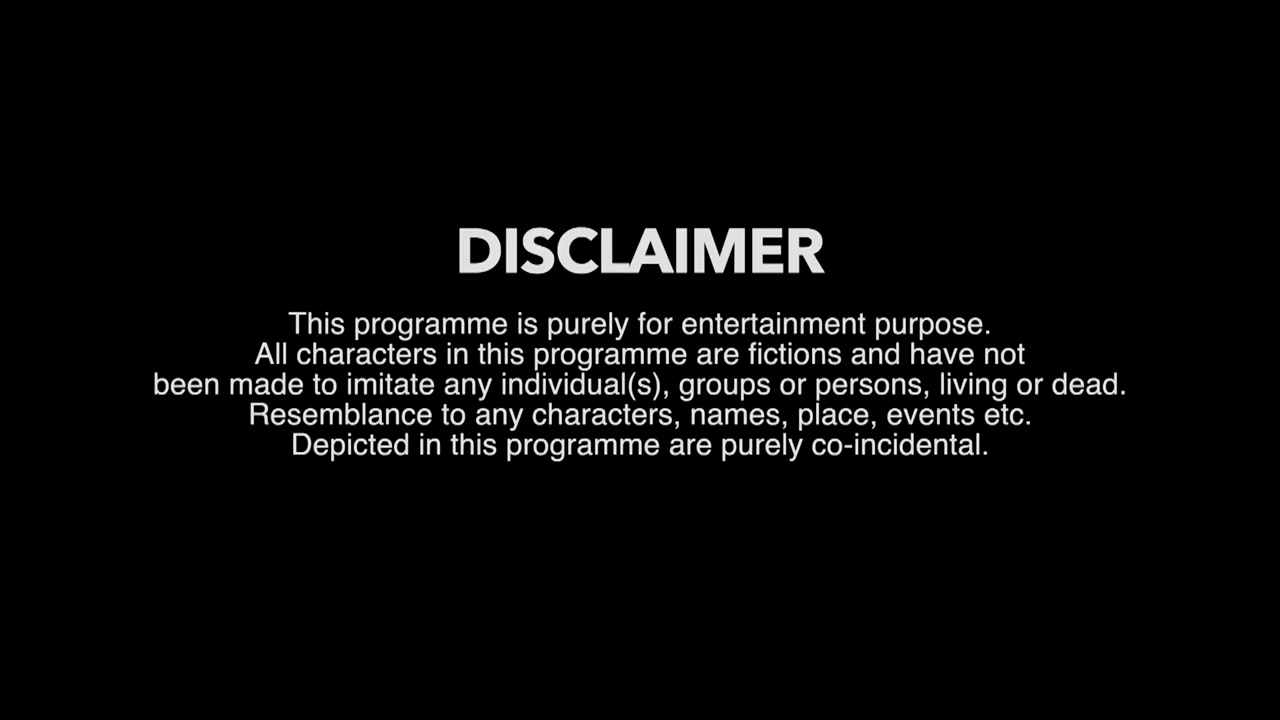 DISCLAIMER
This programme is purely for entertainment purpose.
All characters in this programme are fictions and have not
been made to imitate any individual(s), groups or persons, living or dead.
Resemblance to any characters, names, place, events etc.
Depicted in this programme are purely co-incidental.